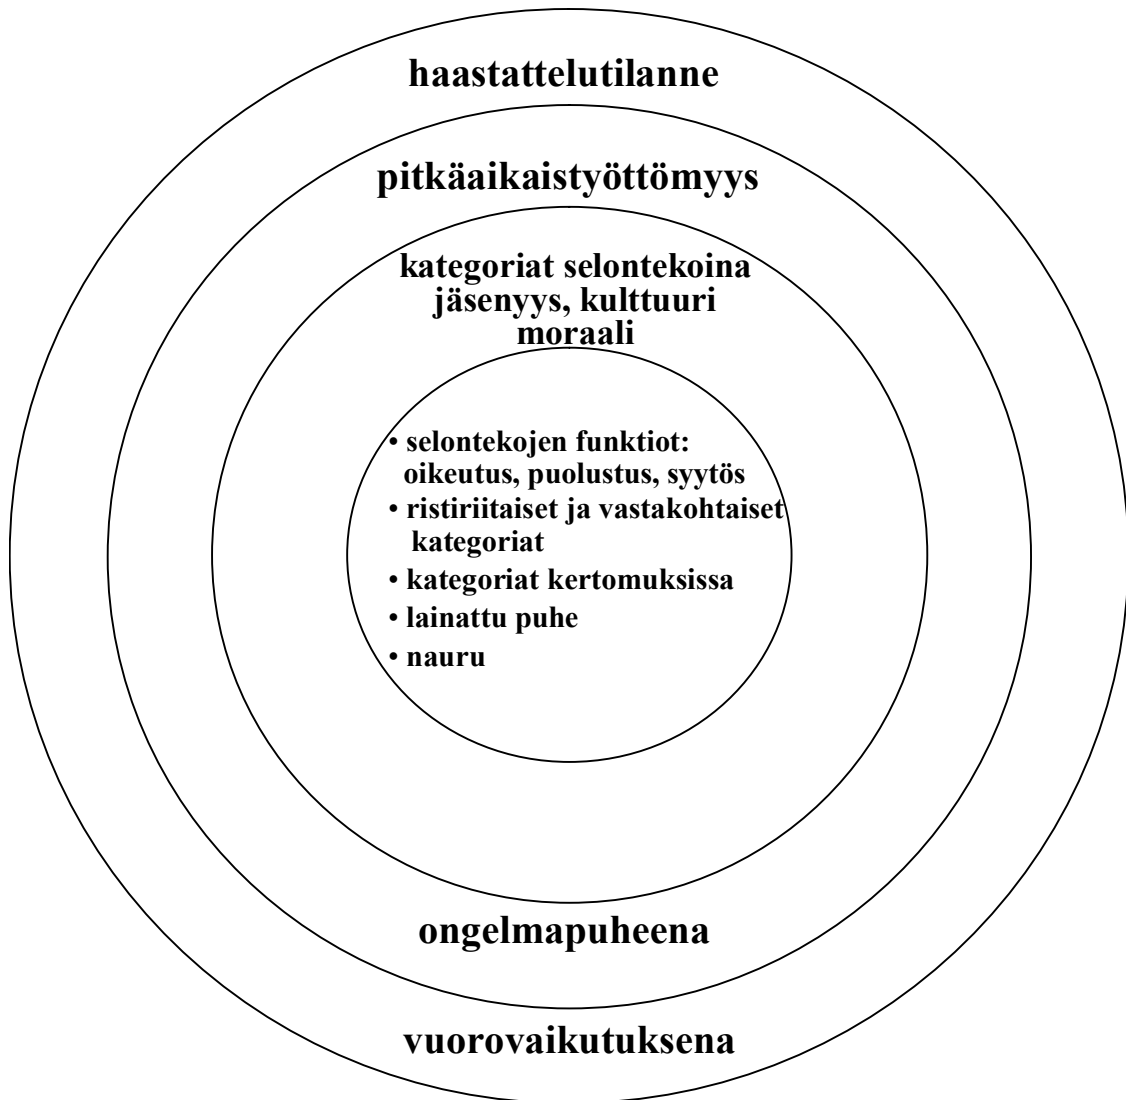 haastattelutilanne
pitkäaikaistyöttömyys
kategoriat selontekoina
jäsenyys, kulttuuri
moraali
• selontekojen funktiot:
oikeutus, puolustus, syytös
• ristiriitaiset ja vastakohtaiset
kategoriat
• kategoriat kertomuksissa
• lainattu puhe
• nauru
ongelmapuheena
vuorovaikutuksena